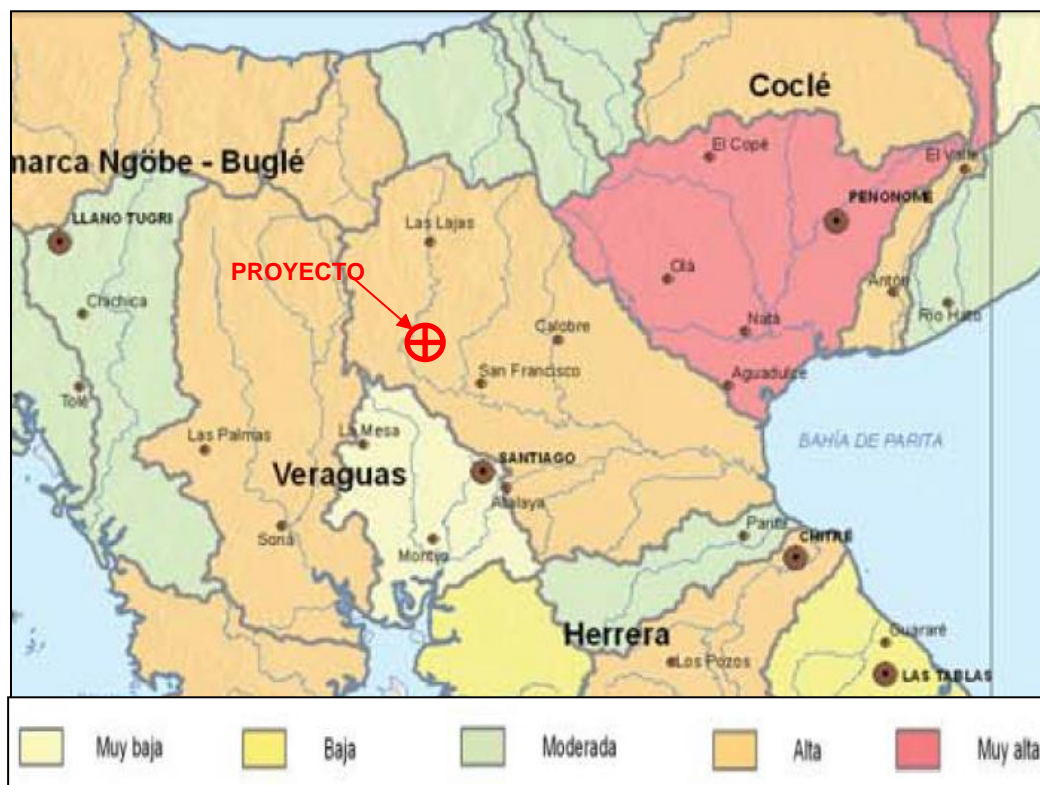 Coclé
El Copé
El Valle
marca Ngöbe - Buglé
LLANO TUGRI
PENONOME
Las Lajas
PROYECTO
Olá
Antón
Chichica
Río Hato
Calobre
Natá
San Francisco
Aguadulce
Tolé
Las Palmas
La Mesa
BAHÍA DE PARITA
Veraguas
SANTIAGO
Atalaya
Soná
Montijo
Parita
CHITRÉ
Herrera
Guararé
Los Pozos
LAS TABLAS
Muy baja
Baja
Moderada
Alta
Muy alta